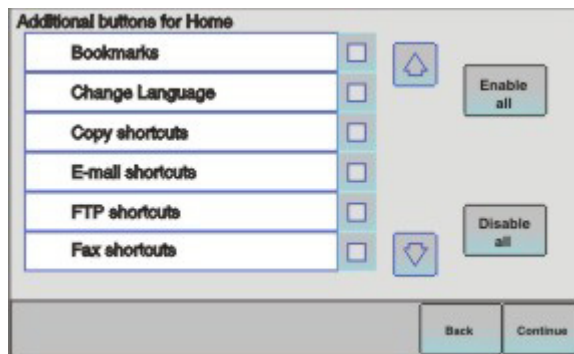 Additional buttons for Home
Bookmarks
Change Language
Copy shortcuts
E-mail shortcuts
FTP shortcuts
Fax shortcuts
Enable
all
Disable
all
Back
Continue